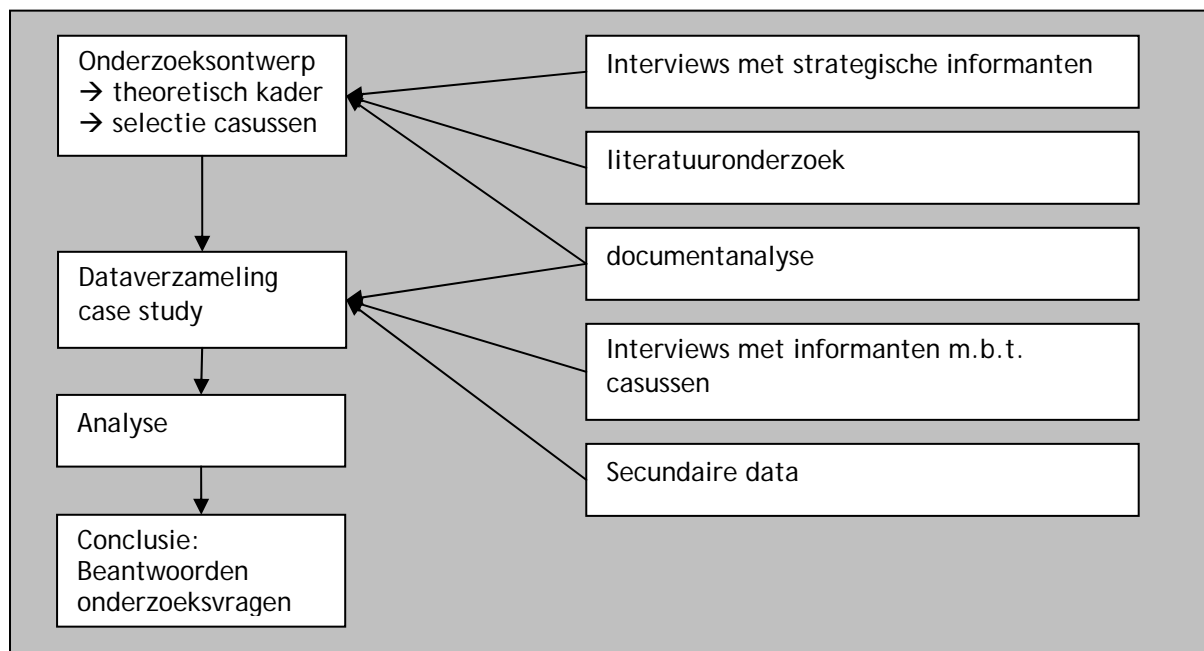 Onderzoeksontwerp
→ theoretisch kader
→ selectie casussen
Dataverzameling
case study
Analyse
Conclusie:
Beantwoorden
onderzoeksvragen
Interviews met strategische informanten
literatuuronderzoek
documentanalyse
Interviews met informanten m.b.t.
casussen
Secundaire data